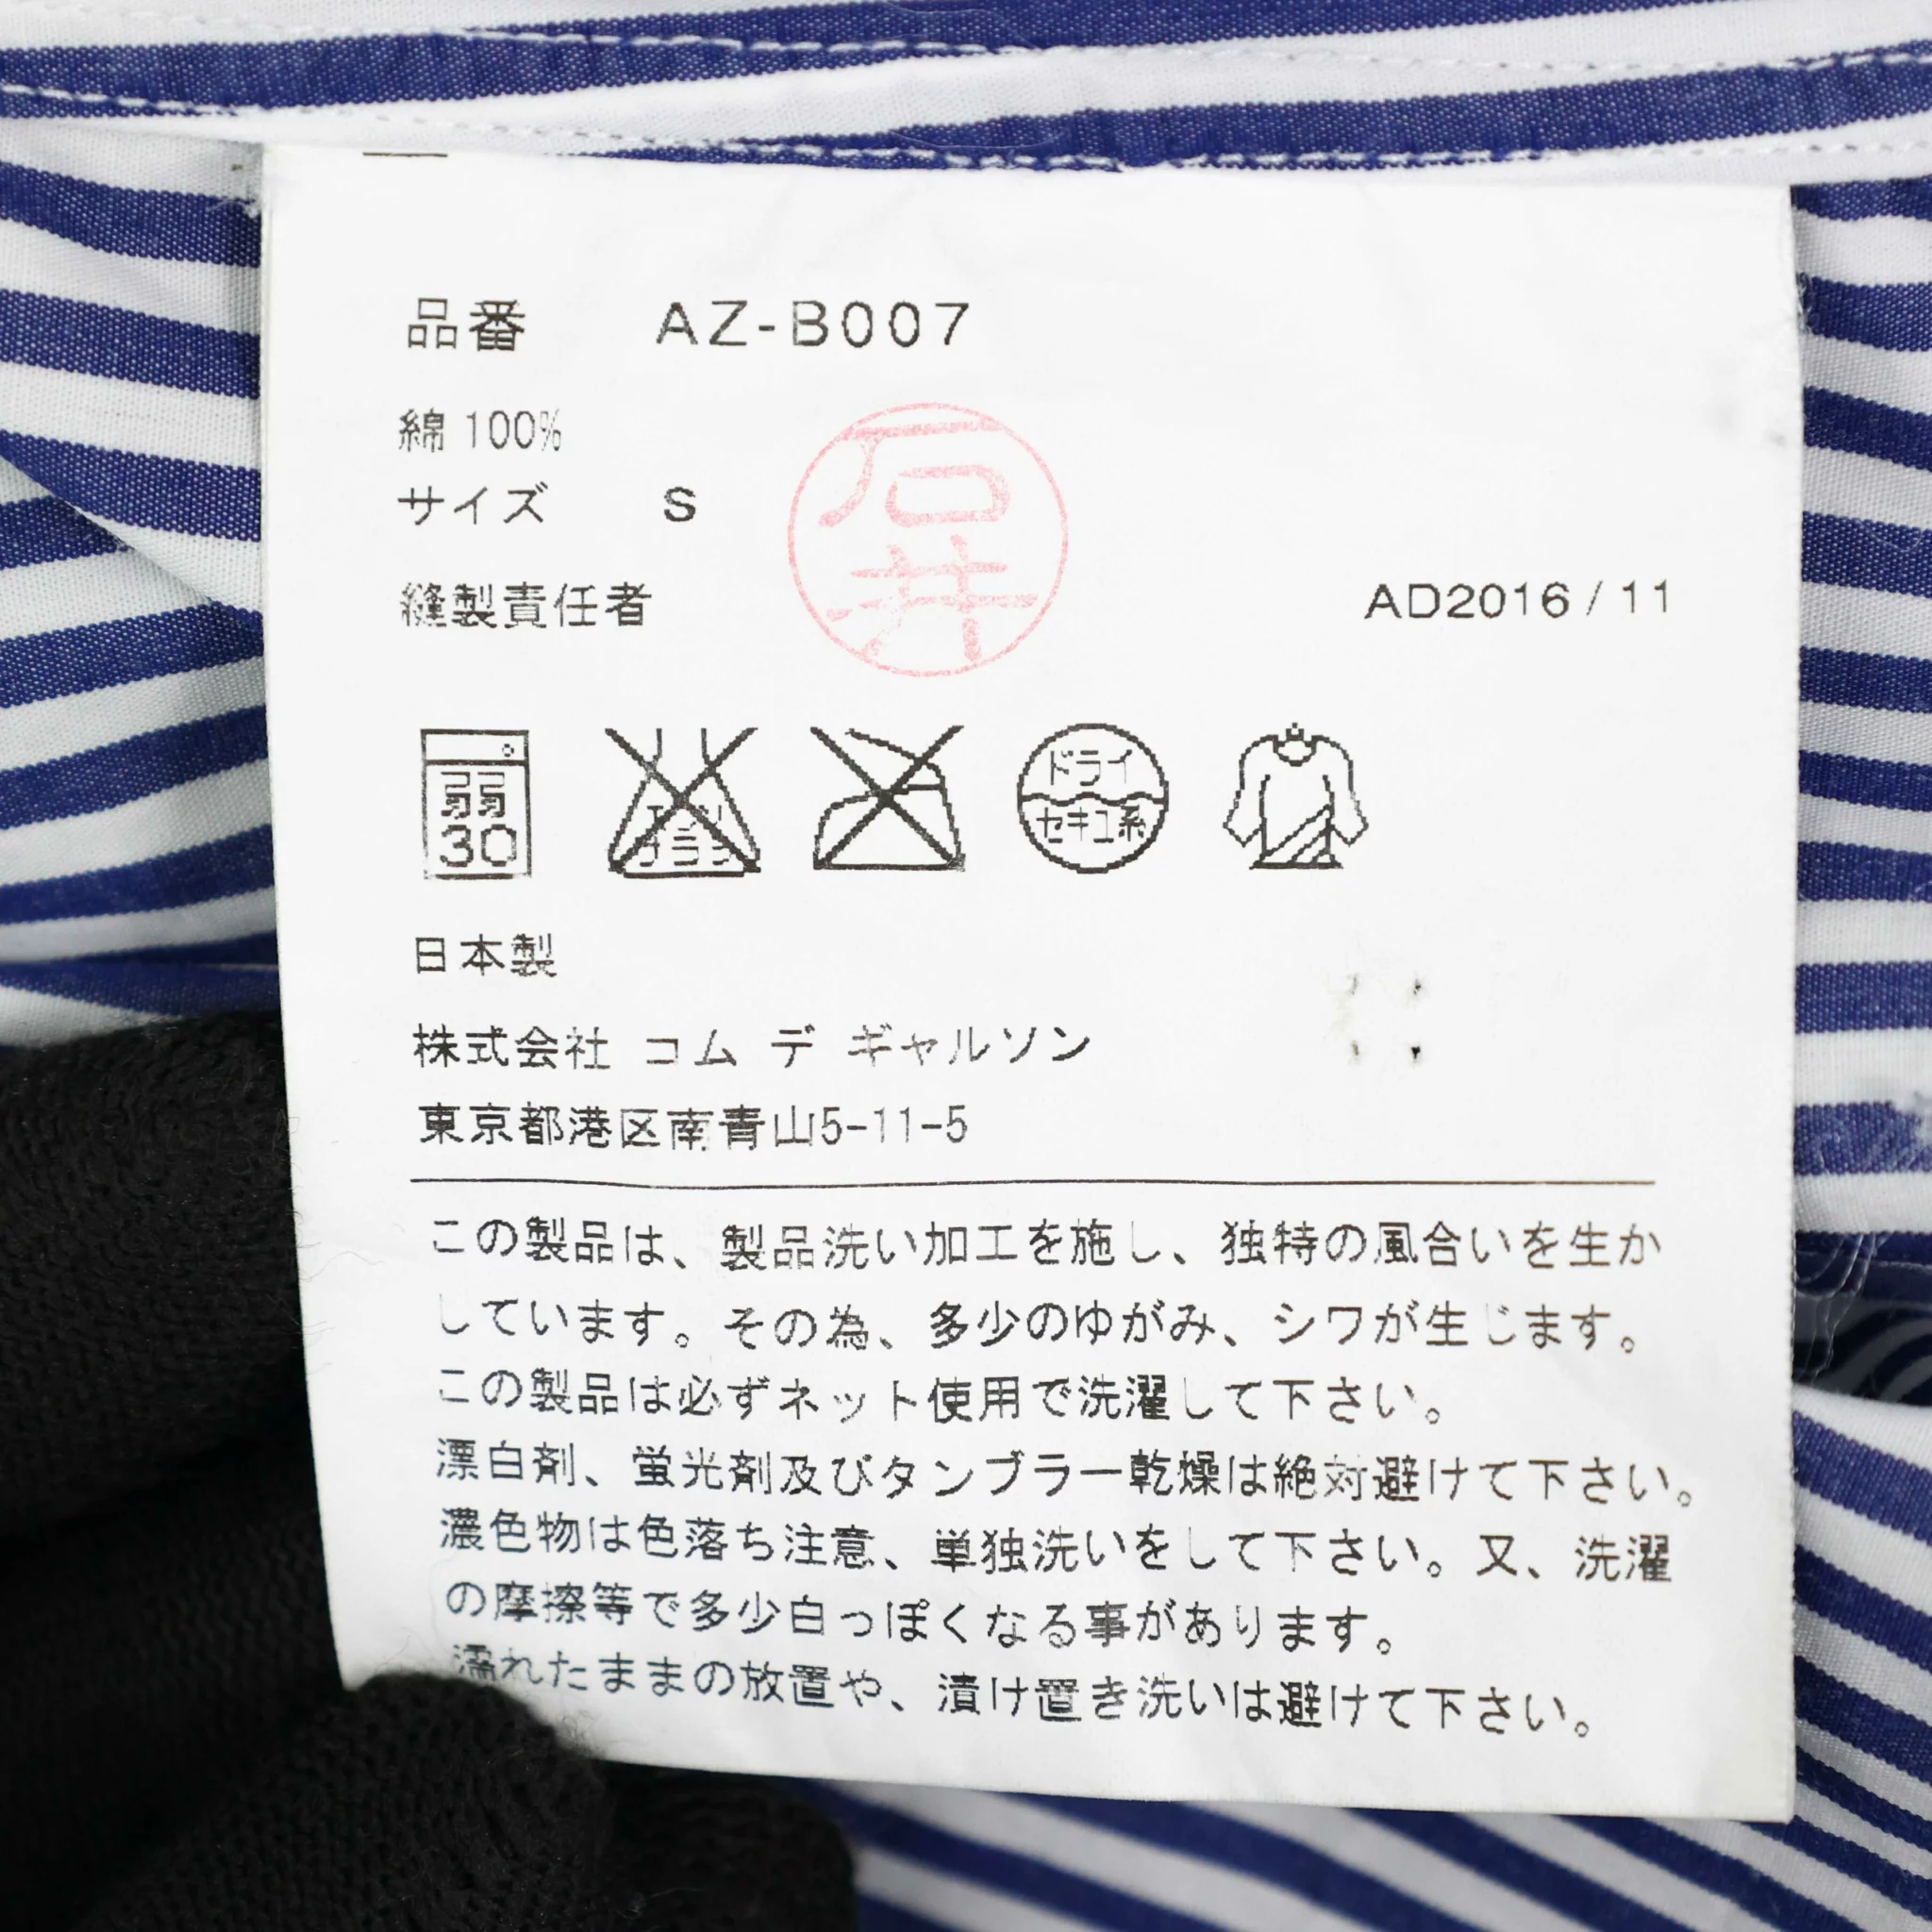 品番 AZ-B007
綿 100%
サイズ S
石井
縫製責任者 AD2016/11
弱
30
エンソ
サラシ
ドライ
セキユ系
日本製
株式会社 コム デ ギャルソン
東京都港区南青山5-11-5
この製品は、製品洗い加工を施し、独特の風合いを生か
しています。その為、多少のゆがみ、シワが生じます。
この製品は必ずネット使用で洗濯して下さい。
漂白剤、蛍光剤及びタンブラー乾燥は絶対避けて下さい。
濃色物は色落ち注意、単独洗いをして下さい。又、洗濯
の摩擦等で多少白っぽくなる事があります。
濡れたままの放置や、漬け置き洗いは避けて下さい。